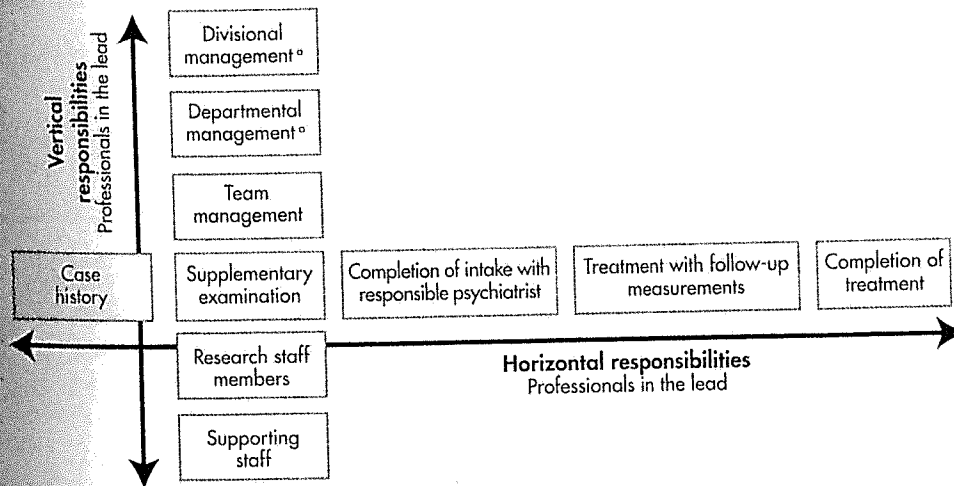 Divisional
management ᵃ
Departmental
management ᵃ
Vertical
responsibilities
Professionals in the lead
Team
management
Case
history
Supplementary
examination
Completion of intake with
responsible psychiatrist
Treatment with follow-up
measurements
Completion of
treatment
Research staff
members
Horizontal responsibilities
Professionals in the lead
Supporting
staff